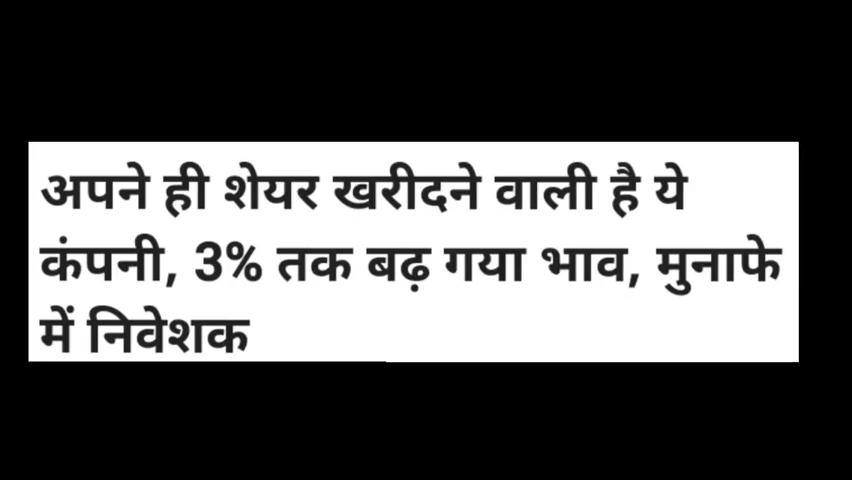 अपने ही शेयर खरीदने वाली है ये
कंपनी, 3% तक बढ़ गया भाव, मुनाफे
में निवेशक